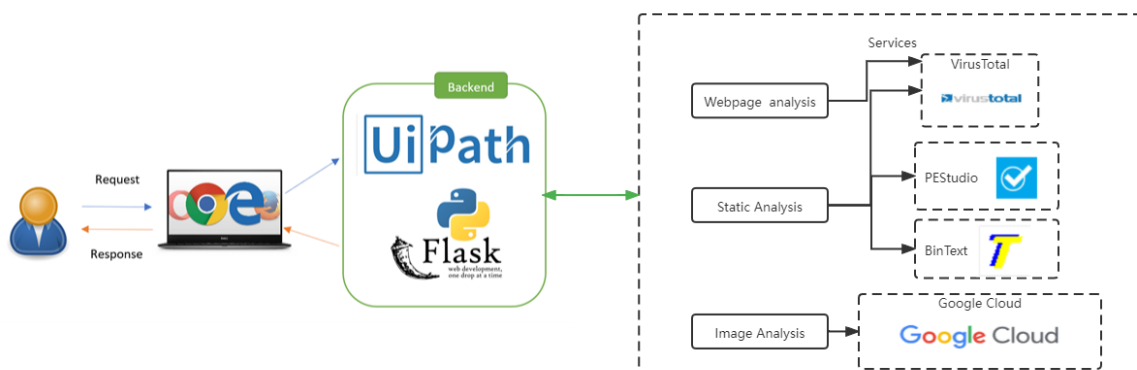 Services
VirusTotal
Backend
Webpage analysis
virustotal
UiPath
Request
PEStudio
Static Analysis
Flask
web development,
one drop at a time
Response
BinText
T
Google Cloud
Image Analysis
Google Cloud